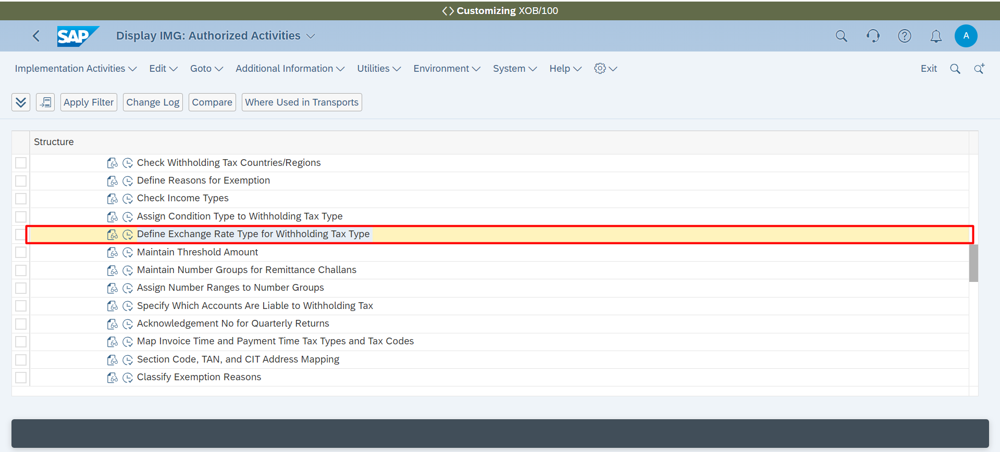 Customizing XOB/100
SAP Display IMG: Authorized Activities A
Implementation Activities Edit Goto Additional Information Utilities Environment System Help Exit
Apply Filter Change Log Compare Where Used in Transports
Structure
Check Withholding Tax Countries/Regions
Define Reasons for Exemption
Check Income Types
Assign Condition Type to Withholding Tax Type
Define Exchange Rate Type for Withholding Tax Type
Maintain Threshold Amount
Maintain Number Groups for Remittance Challans
Assign Number Ranges to Number Groups
Specify Which Accounts Are Liable to Withholding Tax
Acknowledgement No for Quarterly Returns
Map Invoice Time and Payment Time Tax Types and Tax Codes
Section Code, TAN, and CIT Address Mapping
Classify Exemption Reasons